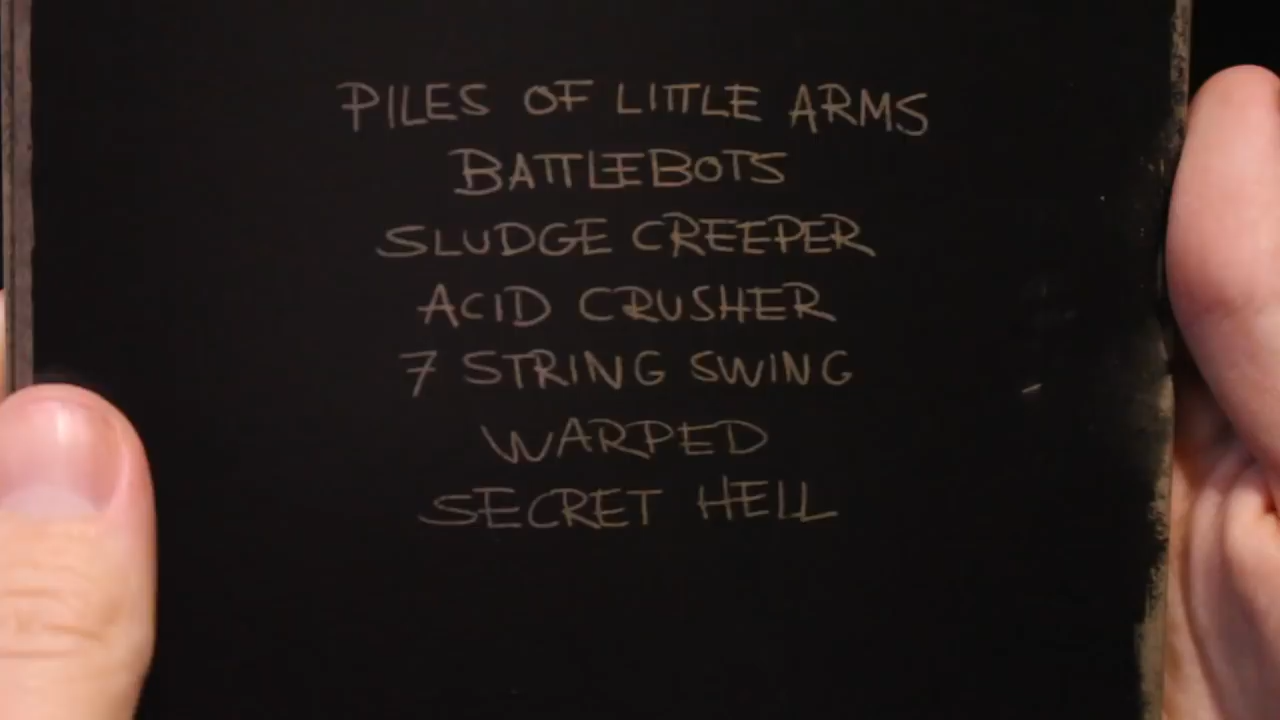 PILES OF LITTLE ARMS
BATTLEBOTS
SLUDGE CREEPER
ACID CRUSHER
7 STRING SWING
WARPED
SECRET HELL